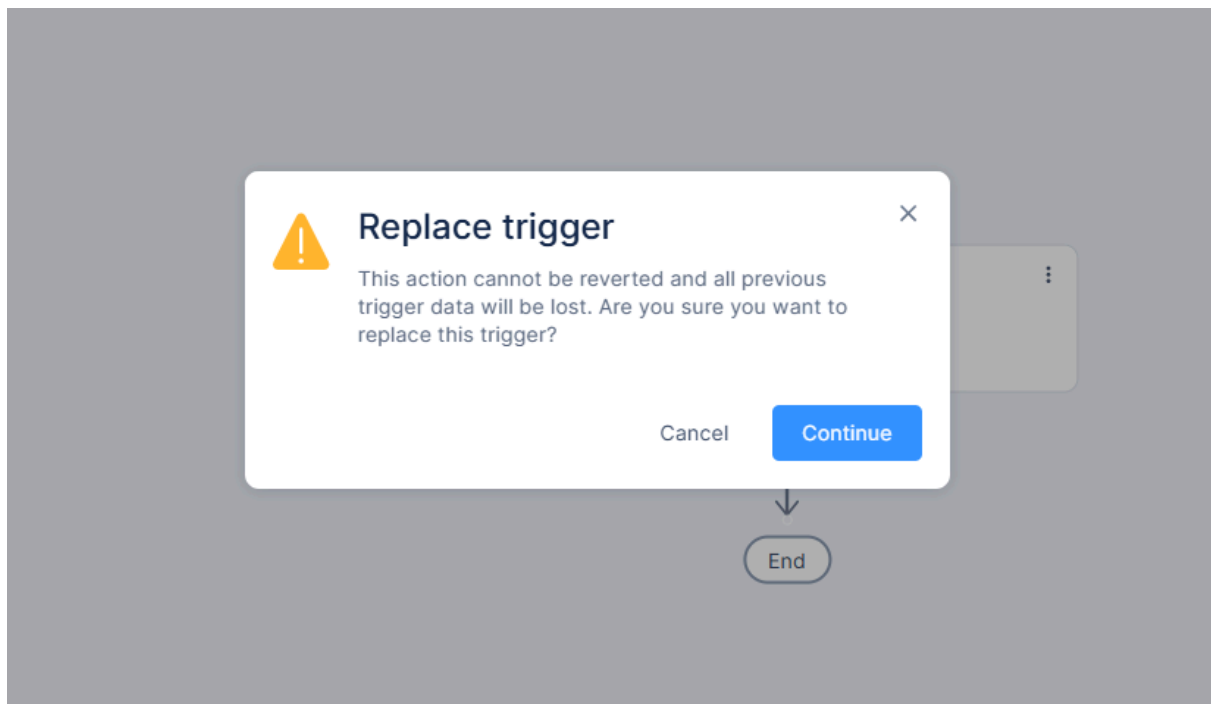 Replace trigger
This action cannot be reverted and all previous
trigger data will be lost. Are you sure you want to
replace this trigger?
Cancel
Continue
End